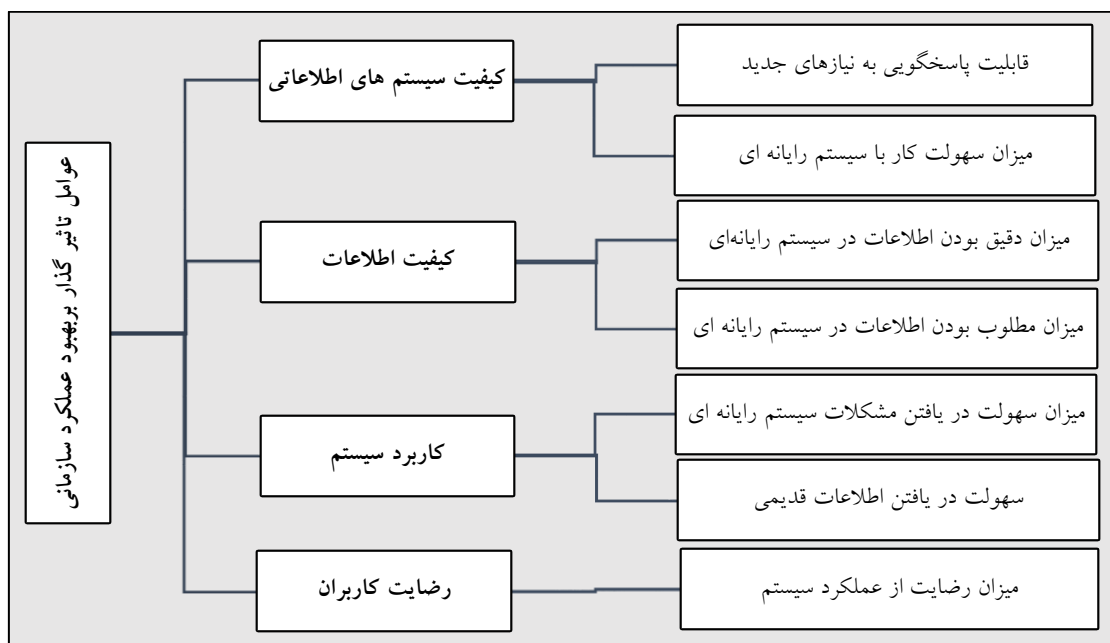 عوامل تاثیر گذار بربهبود عملکرد سازمانی
کیفیت سیستم های اطلاعاتی
قابلیت پاسخگویی به نیازهای جدید
میزان سهولت کار با سیستم رایانه ای
کیفیت اطلاعات
میزان دقیق بودن اطلاعات در سیستم رایانه‌ای
میزان مطلوب بودن اطلاعات در سیستم رایانه ای
کاربرد سیستم
میزان سهولت در یافتن مشکلات سیستم رایانه ای
سهولت در یافتن اطلاعات قدیمی
رضایت کاربران
میزان رضایت از عملکرد سیستم